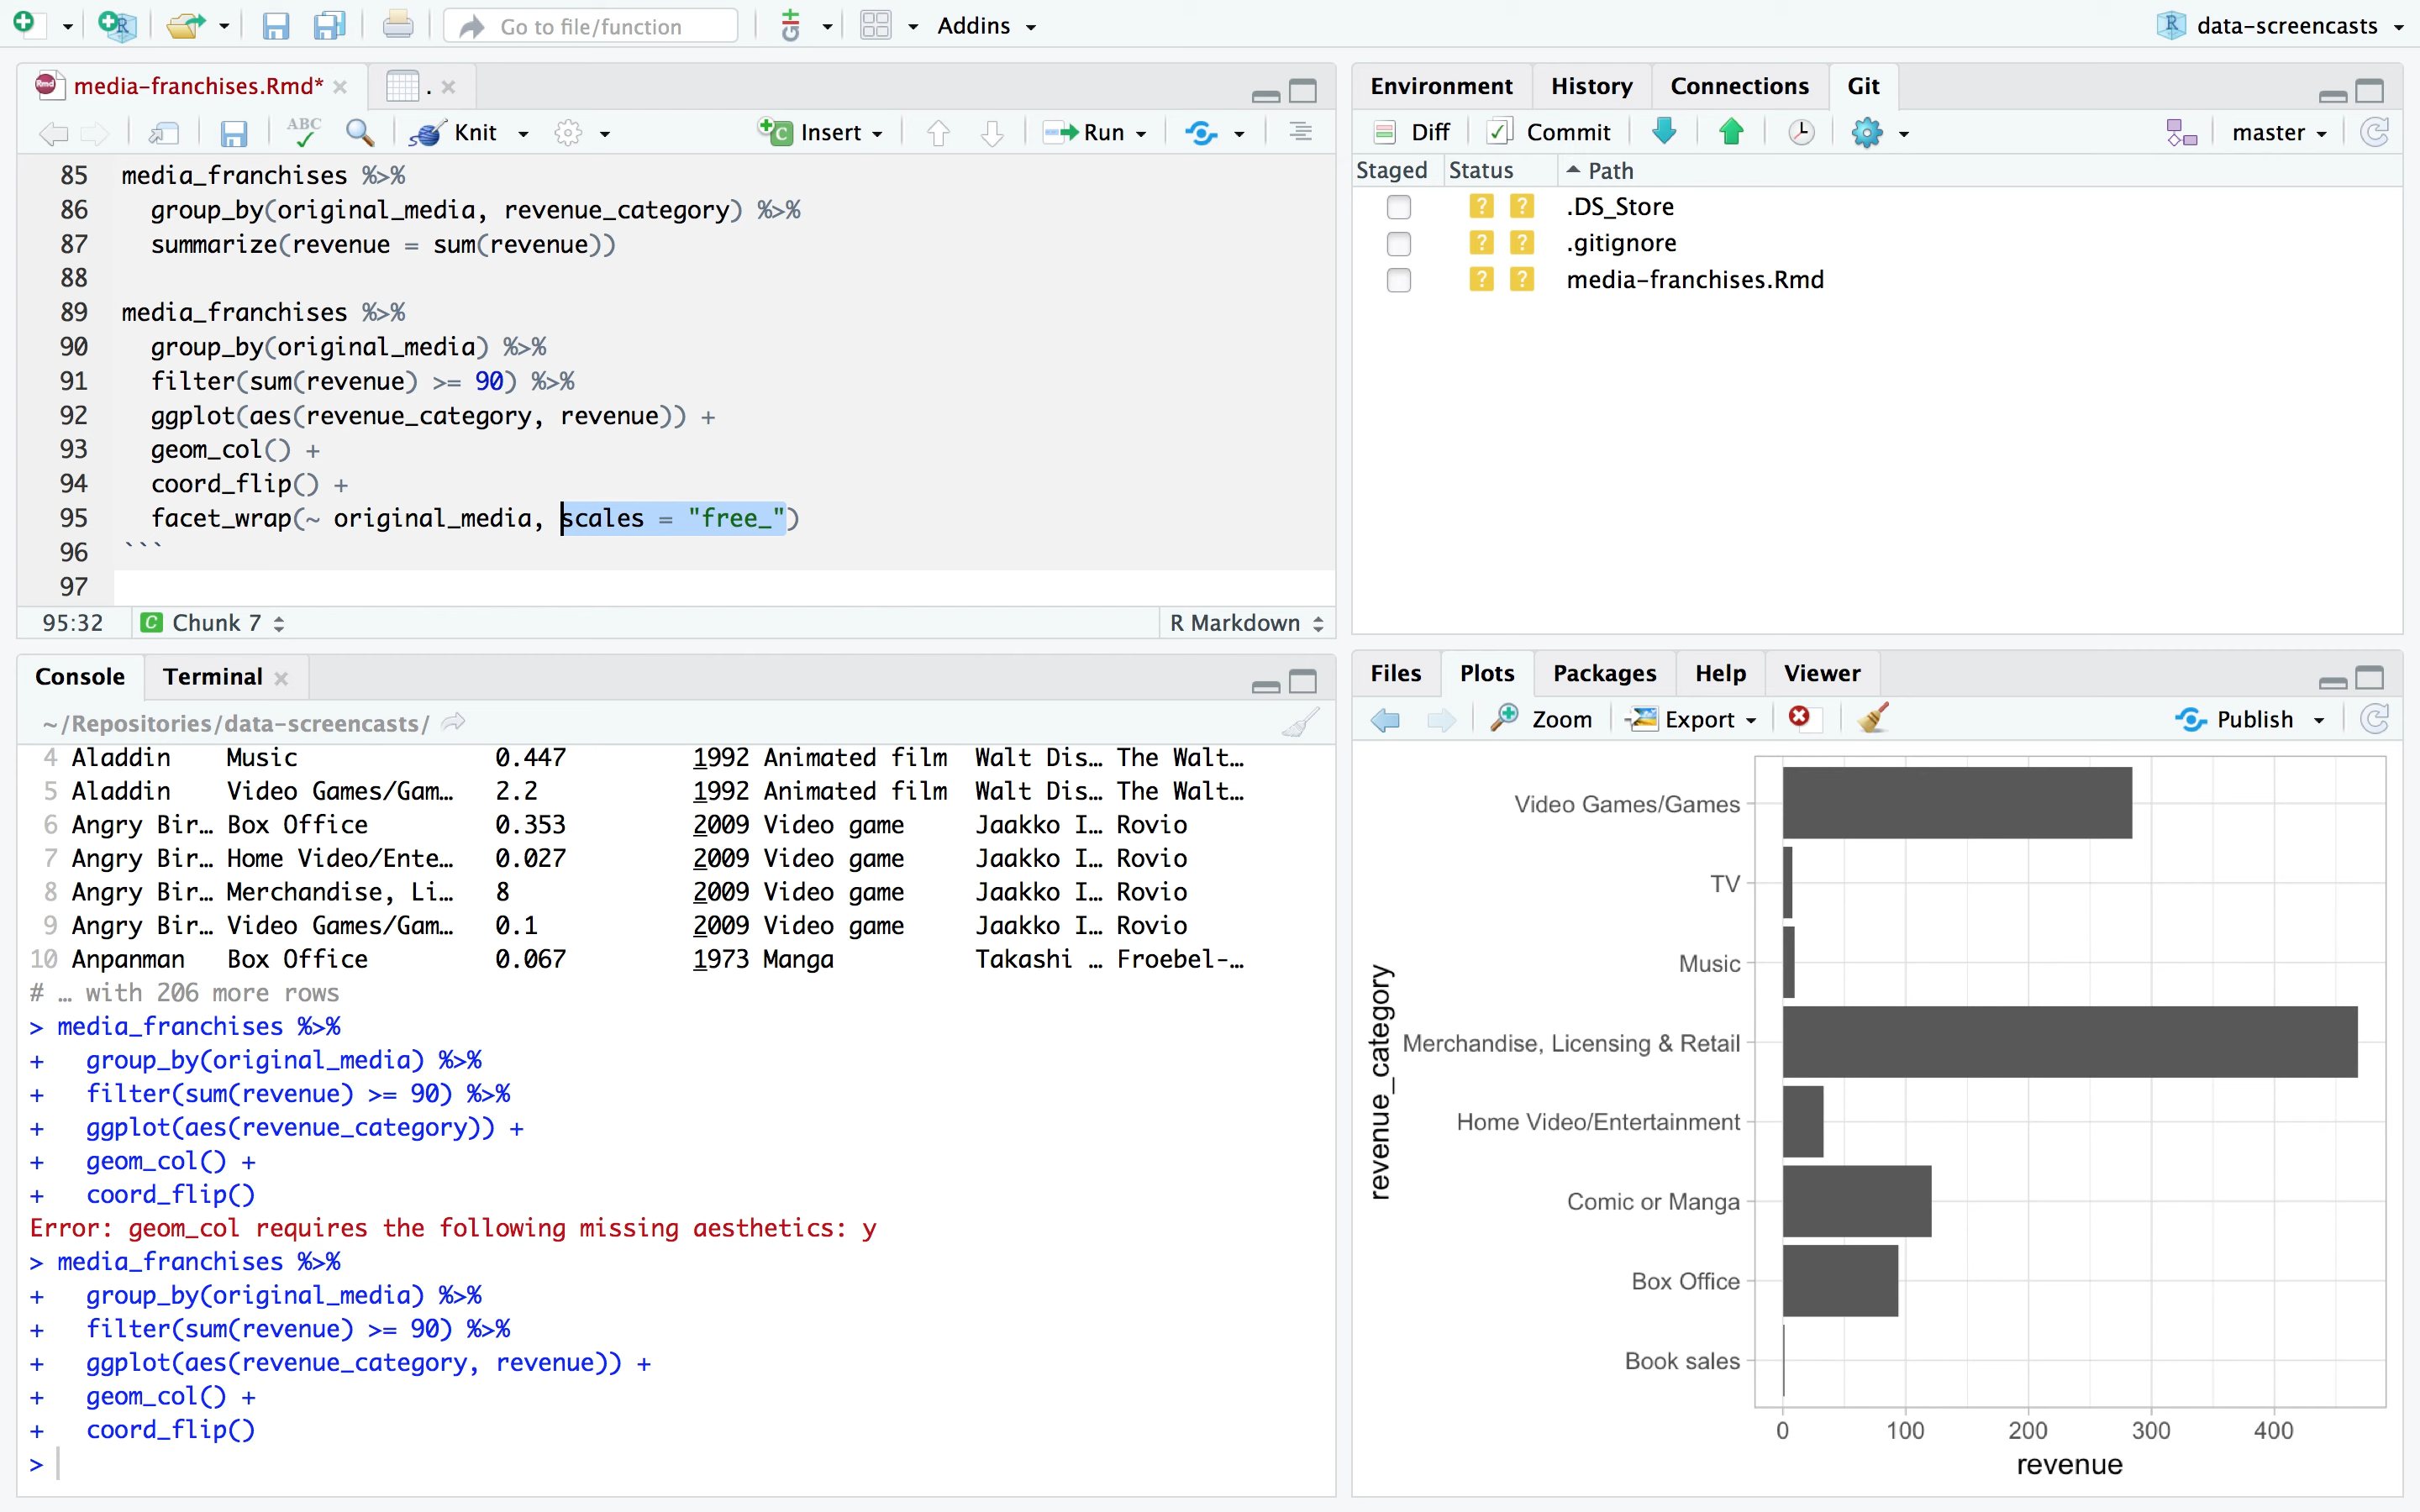 Go to file/function
Addins
data-screencasts
media-franchises.Rmd*
.
ABC
Knit
Insert
Run
85 media_franchises %>%
86 group_by(original_media, revenue_category) %>%
87 summarize(revenue = sum(revenue))
88
89 media_franchises %>%
90 group_by(original_media) %>%
91 filter(sum(revenue) >= 90) %>%
92 ggplot(aes(revenue_category, revenue)) +
93 geom_col() +
94 coord_flip() +
95 facet_wrap(~ original_media, scales = "free_")
96 ```
97
95:32 C Chunk 7 R Markdown
Console Terminal
~/Repositories/data-screencasts/
4 Aladdin Music 0.447 1992 Animated film Walt Dis… The Walt…
5 Aladdin Video Games/Gam… 2.2 1992 Animated film Walt Dis… The Walt…
6 Angry Bir… Box Office 0.353 2009 Video game Jaakko I… Rovio
7 Angry Bir… Home Video/Ente… 0.027 2009 Video game Jaakko I… Rovio
8 Angry Bir… Merchandise, Li… 8 2009 Video game Jaakko I… Rovio
9 Angry Bir… Video Games/Gam… 0.1 2009 Video game Jaakko I… Rovio
10 Anpanman Box Office 0.067 1973 Manga Takashi … Froebel-…
# … with 206 more rows
> media_franchises %>%
+ group_by(original_media) %>%
+ filter(sum(revenue) >= 90) %>%
+ ggplot(aes(revenue_category)) +
+ geom_col() +
+ coord_flip()
Error: geom_col requires the following missing aesthetics: y
> media_franchises %>%
+ group_by(original_media) %>%
+ filter(sum(revenue) >= 90) %>%
+ ggplot(aes(revenue_category, revenue)) +
+ geom_col() +
+ coord_flip()
>
Environment History Connections Git
Diff Commit master
Staged Status Path
? ? .DS_Store
? ? .gitignore
? ? media-franchises.Rmd
Files Plots Packages Help Viewer
Zoom Export Publish
revenue_category
Video Games/Games
TV
Music
Merchandise, Licensing & Retail
Home Video/Entertainment
Comic or Manga
Box Office
Book sales
0 100 200 300 400
revenue